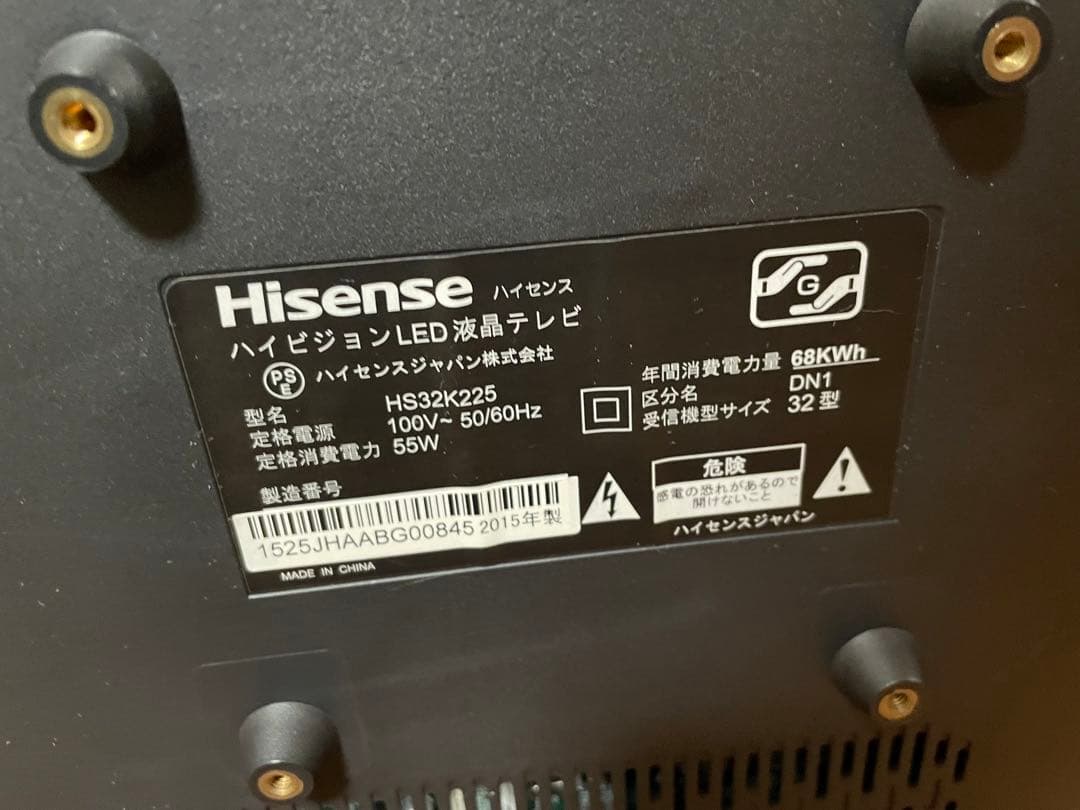 Hisense ハイセンス
G
ハイビジョンLED液晶テレビ
PS
E
ハイセンスジャパン株式会社
型名 HS32K225
定格電源 100V~ 50/60Hz
定格消費電力 55W
年間消費電力量 68KWh
区分名 DN1
受信機型サイズ 32型
製造番号
1525JHAABG00845 2015年製
MADE IN CHINA
危険
感電の恐れがあるので
開けないこと
ハイセンスジャパン